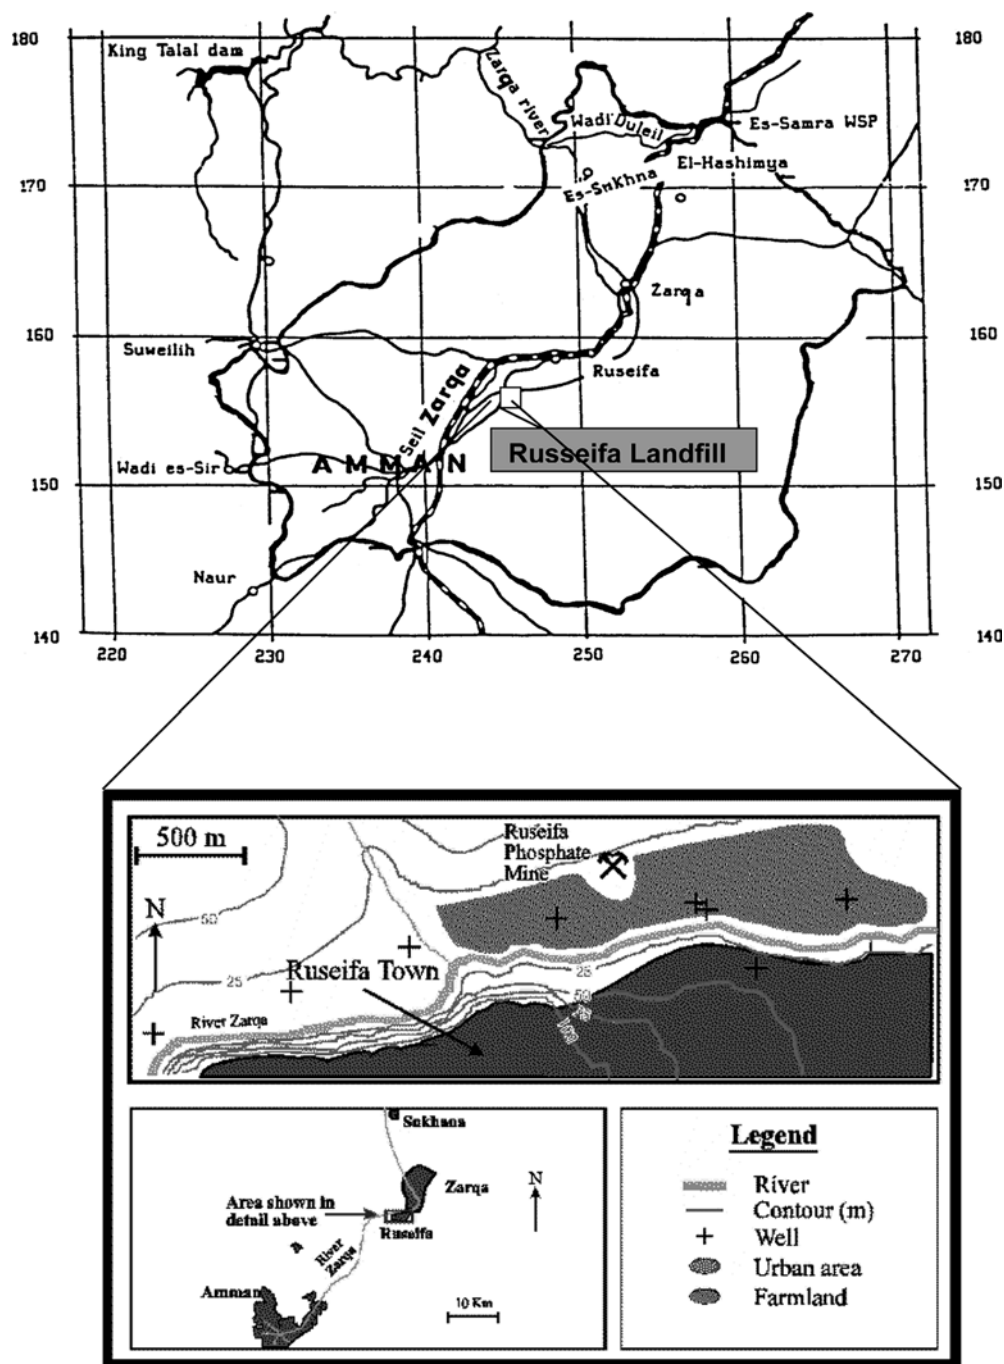 180
180
King Talal dam
Zarqa river
Wadi Duleil
Es-Samra WSP
El-Hashimya
Es-Sukhna
170
170
Zarqa
160
160
Suweilih
Ruseifa
Seil Zarqa
Russeifa Landfill
AMMAN
Wadi es-Sir
150
150
Naur
140
140
220
230
240
250
260
270
500 m
Ruseifa
Phosphate
Mine
N
50
25
Ruseifa Town
25
50
100
River Zarqa
Sukhana
Zarqa
N
Area shown in
detail above
Ruseifa
River
Zarqa
Amman
10 Km
Legend
River
Contour (m)
Well
Urban area
Farmland